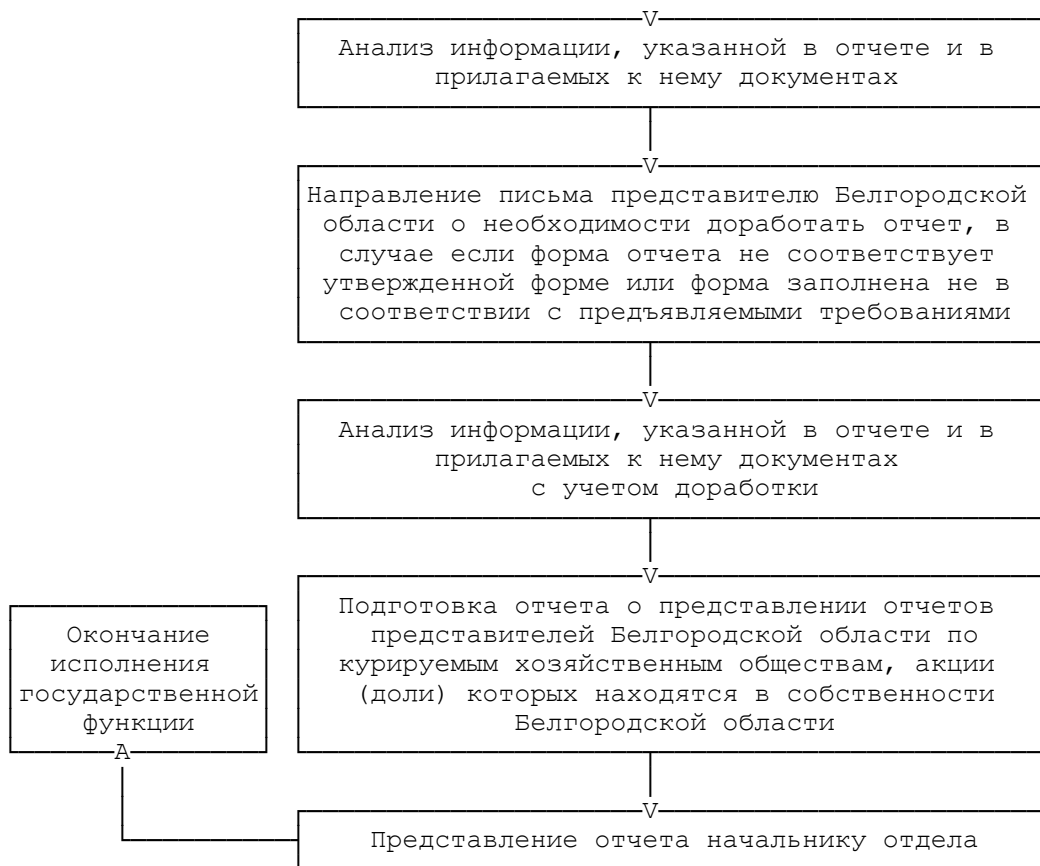 V
Анализ информации, указанной в отчете и в
прилагаемых к нему документах
V
Направление письма представителю Белгородской
области о необходимости доработать отчет, в
случае если форма отчета не соответствует
утвержденной форме или форма заполнена не в
соответствии с предъявляемыми требованиями
V
Анализ информации, указанной в отчете и в
прилагаемых к нему документах
с учетом доработки
V
Подготовка отчета о представлении отчетов
представителей Белгородской области по
курируемым хозяйственным обществам, акции
(доли) которых находятся в собственности
Белгородской области
Окончание
исполнения
государственной
функции
A
V
Представление отчета начальнику отдела